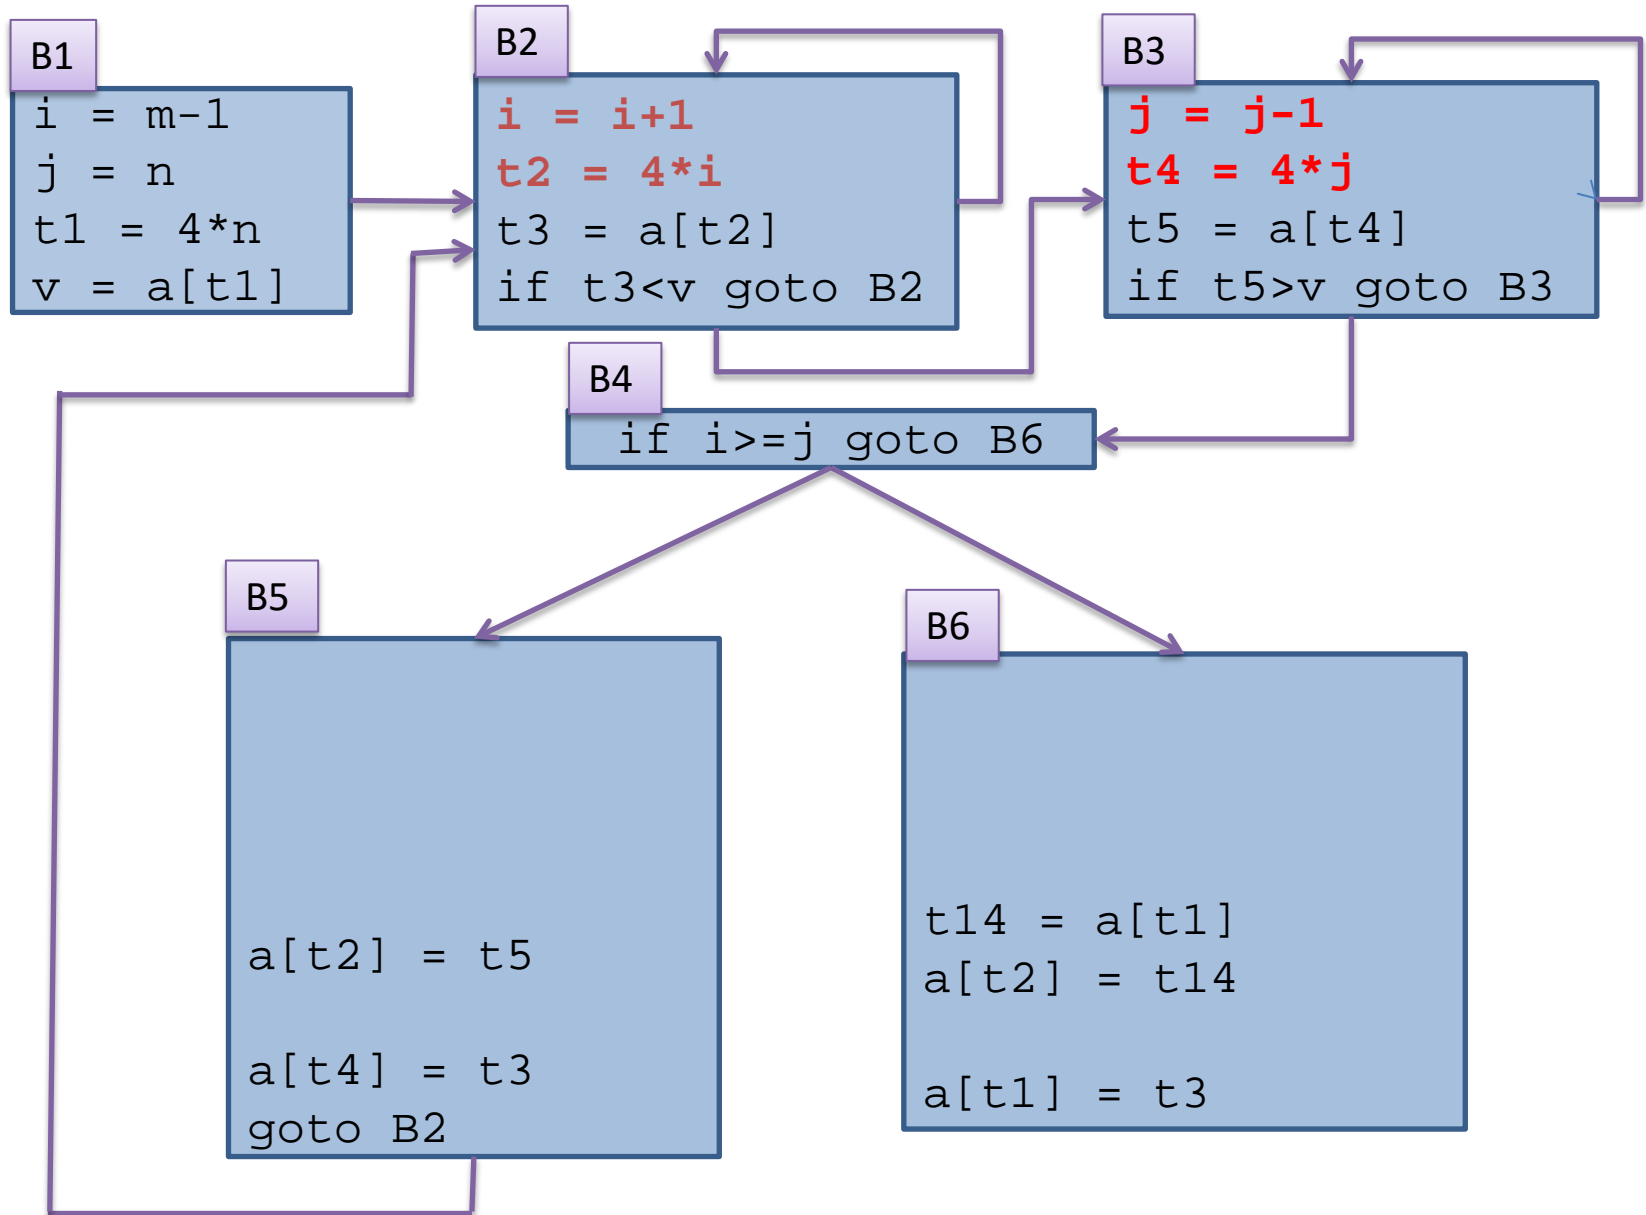 B1
i = m-1
j = n
t1 = 4*n
v = a[t1]
B2
i = i+1
t2 = 4*i
t3 = a[t2]
if t3<v goto B2
B3
j = j-1
t4 = 4*j
t5 = a[t4]
if t5>v goto B3
B4
if i>=j goto B6
B5
a[t2] = t5
a[t4] = t3
goto B2
B6
t14 = a[t1]
a[t2] = t14
a[t1] = t3